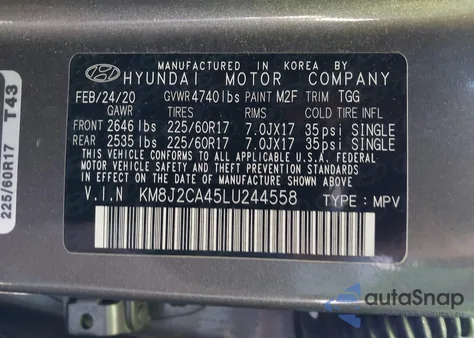 MANUFACTURED IN KOREA BY
HYUNDAI MOTOR COMPANY
FEB/24/20 GVWR 4740 lbs PAINT M2F TRIM TGG
GAWR TIRES RIMS COLD TIRE INFL
FRONT 2646 lbs 225/60R17 7.0JX17 35psi SINGLE
REAR 2535 lbs 225/60R17 7.0JX17 35psi SINGLE
THIS VEHICLE CONFORMS TO ALL APPLICABLE U.S.A. FEDERAL
MOTOR VEHICLE SAFETY AND THEFT PREVENTION STANDARDS
IN EFFECT ON THE DATE OF MANUFACTURE SHOWN ABOVE.
V.I.N KM8J2CA45LU244558 TYPE : MPV
225/60R17 T43
autoSnap